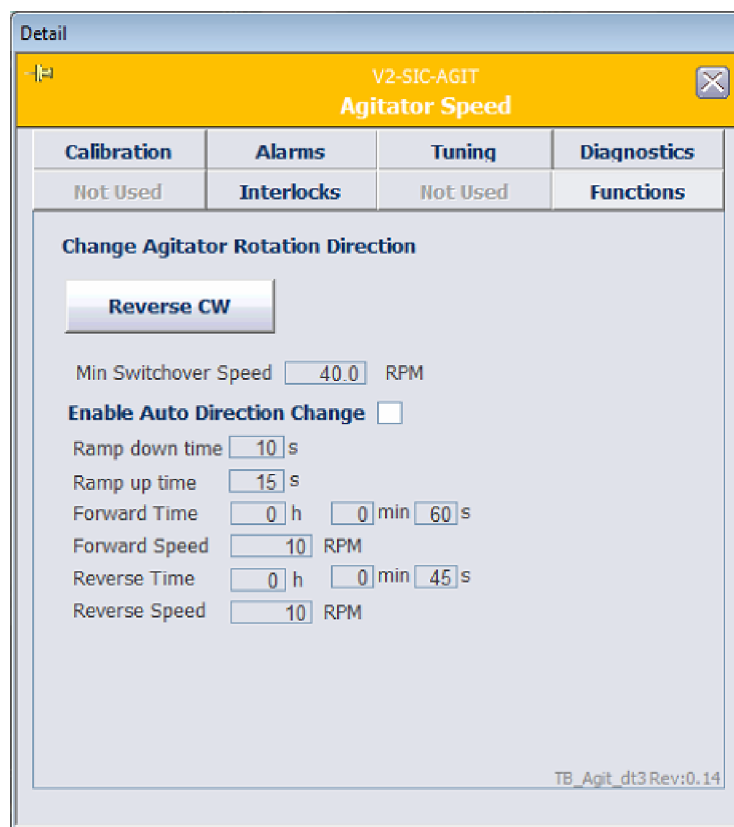 Detail
V2-SIC-AGIT
Agitator Speed
Calibration Alarms Tuning Diagnostics
Not Used Interlocks Not Used Functions
Change Agitator Rotation Direction
Reverse CW
Min Switchover Speed 40.0 RPM
Enable Auto Direction Change
Ramp down time 10 s
Ramp up time 15 s
Forward Time 0 h 0 min 60 s
Forward Speed 10 RPM
Reverse Time 0 h 0 min 45 s
Reverse Speed 10 RPM
TB_Agit_dt3 Rev:0.14